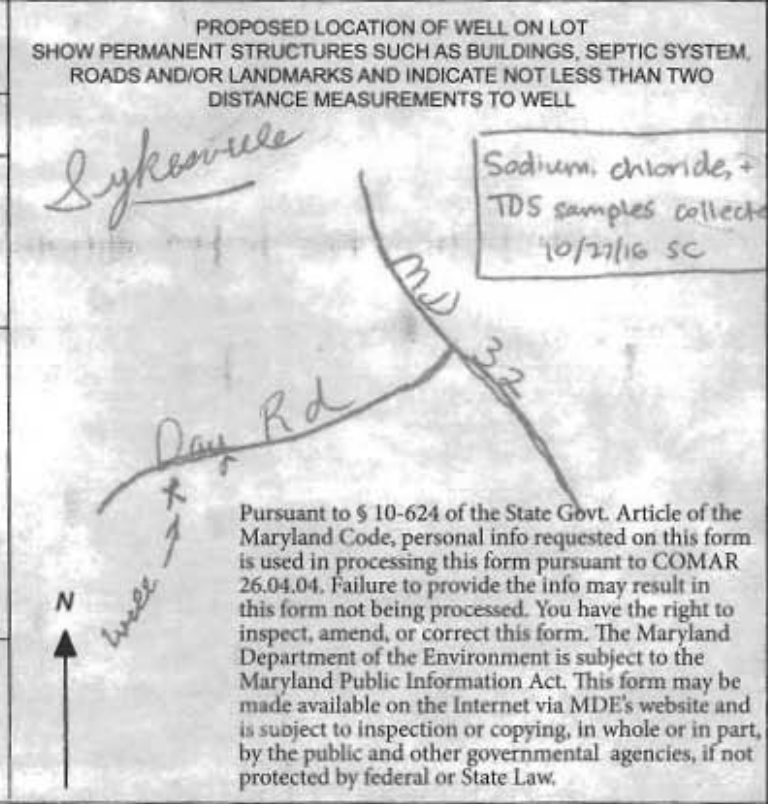 PROPOSED LOCATION OF WELL ON LOT
SHOW PERMANENT STRUCTURES SUCH AS BUILDINGS, SEPTIC SYSTEM,
ROADS AND/OR LANDMARKS AND INDICATE NOT LESS THAN TWO
DISTANCE MEASUREMENTS TO WELL
Sykesville
Sodium, chloride, +
TDS samples collecte
10/27/16 SC
MD 32
Day Rd
x
well
N
Pursuant to § 10-624 of the State Govt. Article of the
Maryland Code, personal info requested on this form
is used in processing this form pursuant to COMAR
26.04.04. Failure to provide the info may result in
this form not being processed. You have the right to
inspect, amend, or correct this form. The Maryland
Department of the Environment is subject to the
Maryland Public Information Act. This form may be
made available on the Internet via MDE's website and
is subject to inspection or copying, in whole or in part,
by the public and other governmental agencies, if not
protected by federal or State Law.